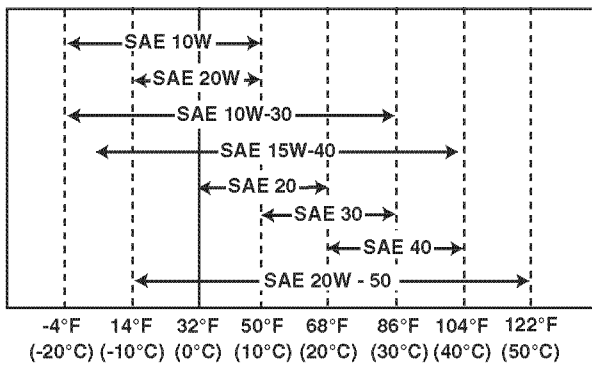 SAE 10W
SAE 20W
SAE 10W-30
SAE 15W-40
SAE 20
SAE 30
SAE 40
SAE 20W - 50
-4°F 14°F 32°F 50°F 68°F 86°F 104°F 122°F
(-20°C) (-10°C) (0°C) (10°C) (20°C) (30°C) (40°C) (50°C)